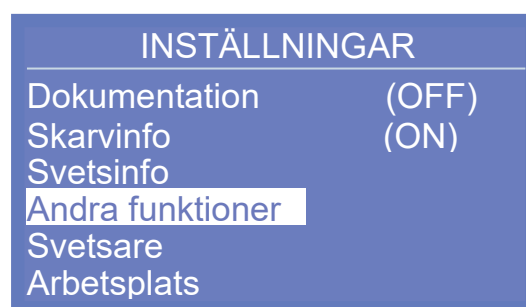 INSTÄLLNINGAR
Dokumentation (OFF)
Skarvinfo (ON)
Svetsinfo
Andra funktioner
Svetsare
Arbetsplats